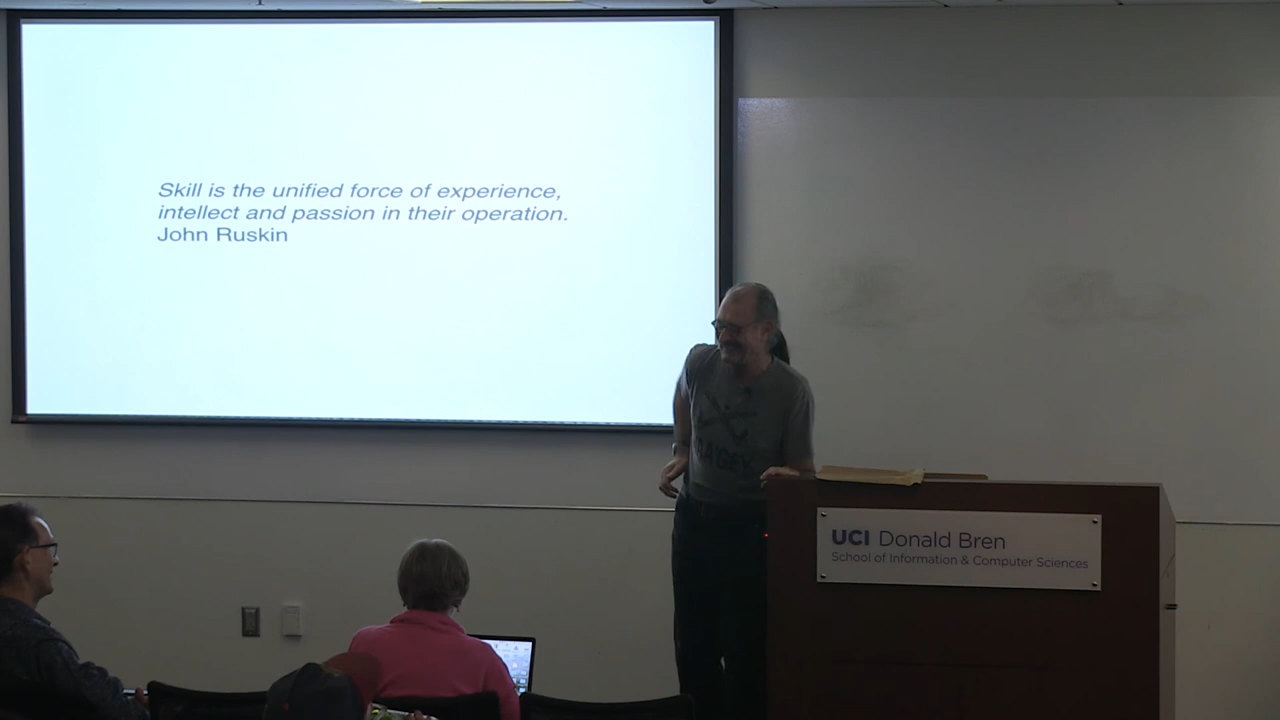 Skill is the unified force of experience,
intellect and passion in their operation.
John Ruskin
UCI Donald Bren
School of Information & Computer Sciences